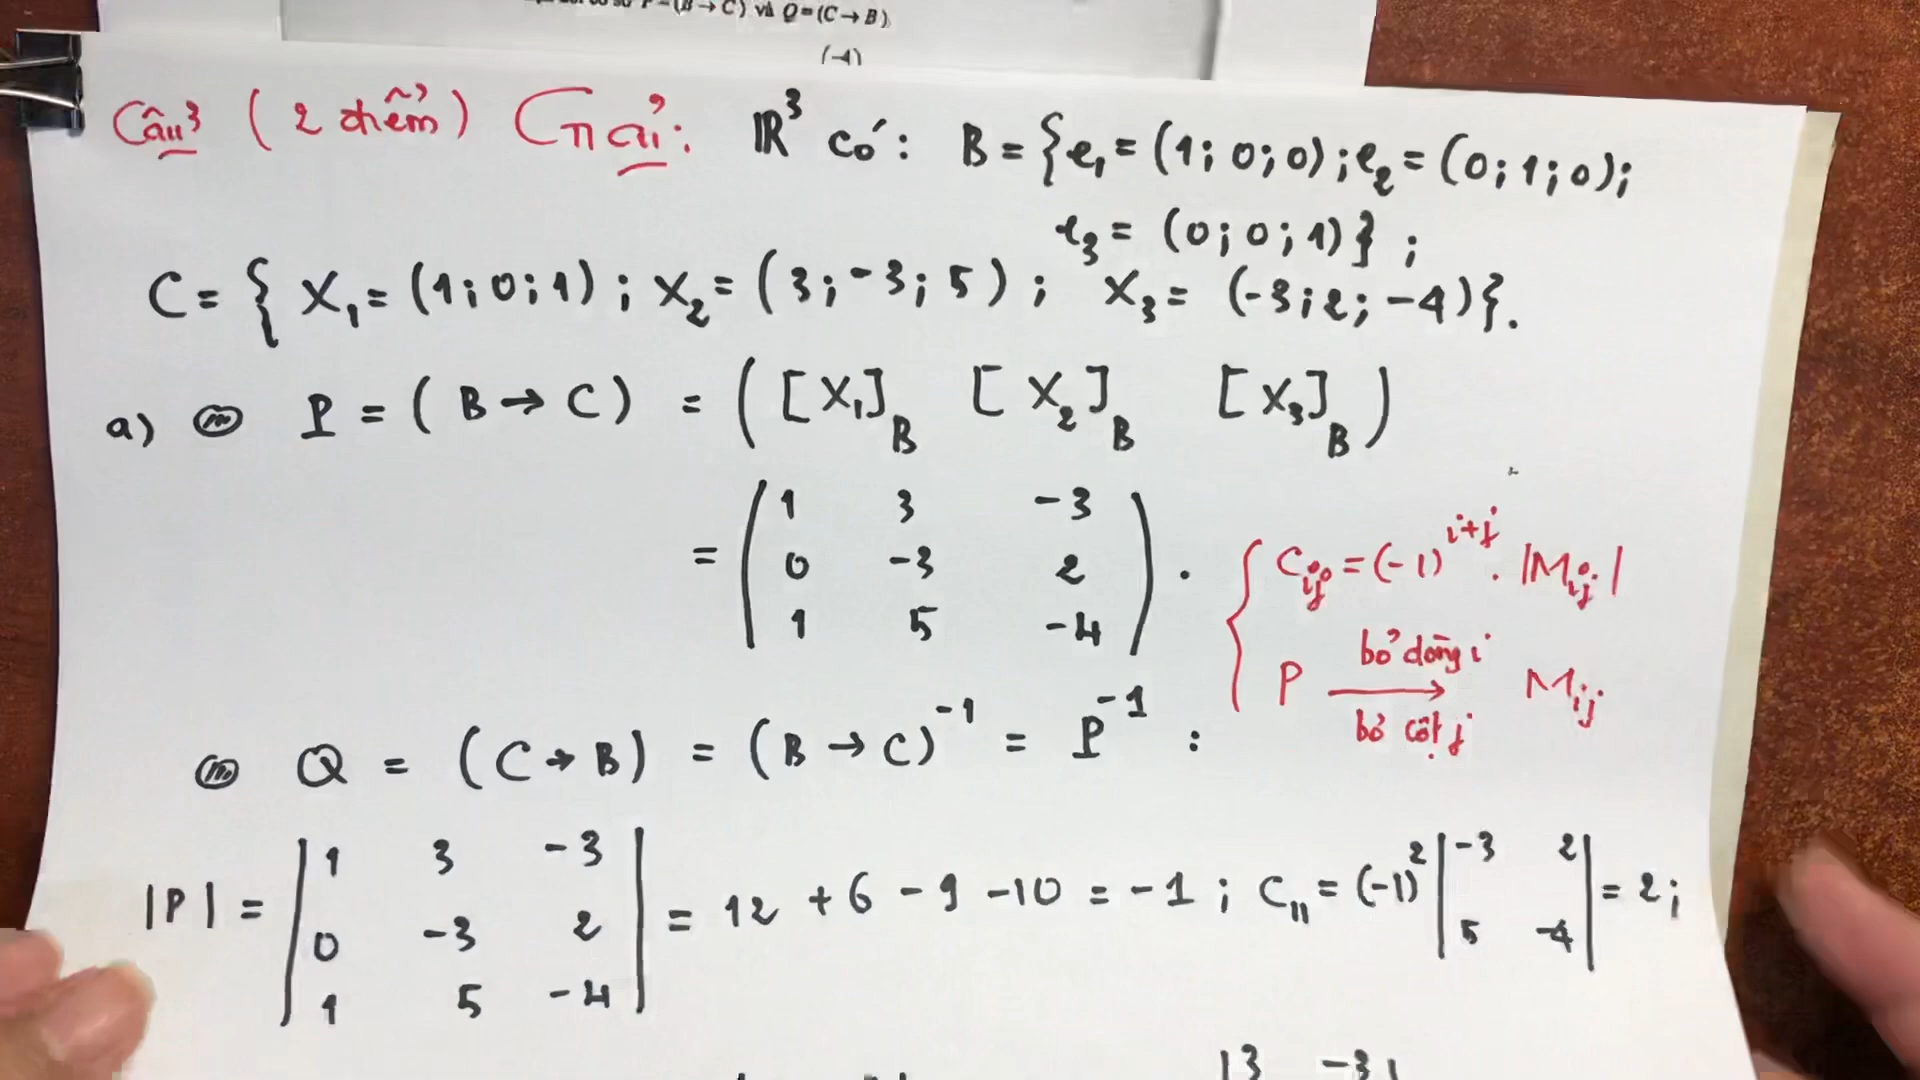 P=(B→C) và Q=(C→B)
(-4)
Câu 3 (2 điểm) Giải: ℝ³ có: B = {e₁ = (1; 0; 0); e₂ = (0; 1; 0);
e₃ = (0; 0; 1)};
C = { X₁ = (1; 0; 1); X₂ = (3; -3; 5); X₃ = (-3; 2; -4)}.
a) P = (B → C) = ([X₁]_B [X₂]_B [X₃]_B)
= ( 1 3 -3
0 -3 2
1 5 -4 ).
{ C_ij = (-1)^{i+j} . |M_ij|
P bỏ dòng i → bỏ cột j M_ij
Q = (C → B) = (B → C)⁻¹ = P⁻¹ :
|P| = | 1 3 -3
0 -3 2
1 5 -4 | = 12 + 6 - 9 - 10 = -1 ; C₁₁ = (-1)² | -3 2
5 -4 | = 2;
|3 -3|